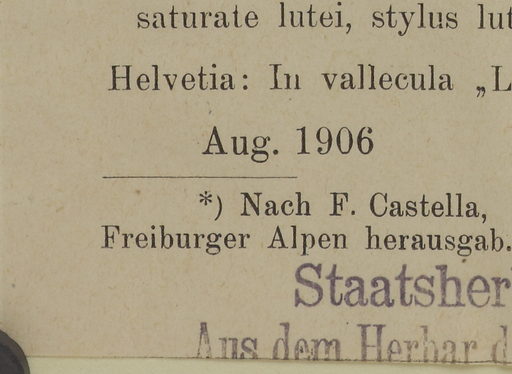 saturate lutei, stylus lut
Helvetia: In vallecula „L
Aug. 1906
*) Nach F. Castella,
Freiburger Alpen herausgab.
Staatsher
Aus dem Herbar d